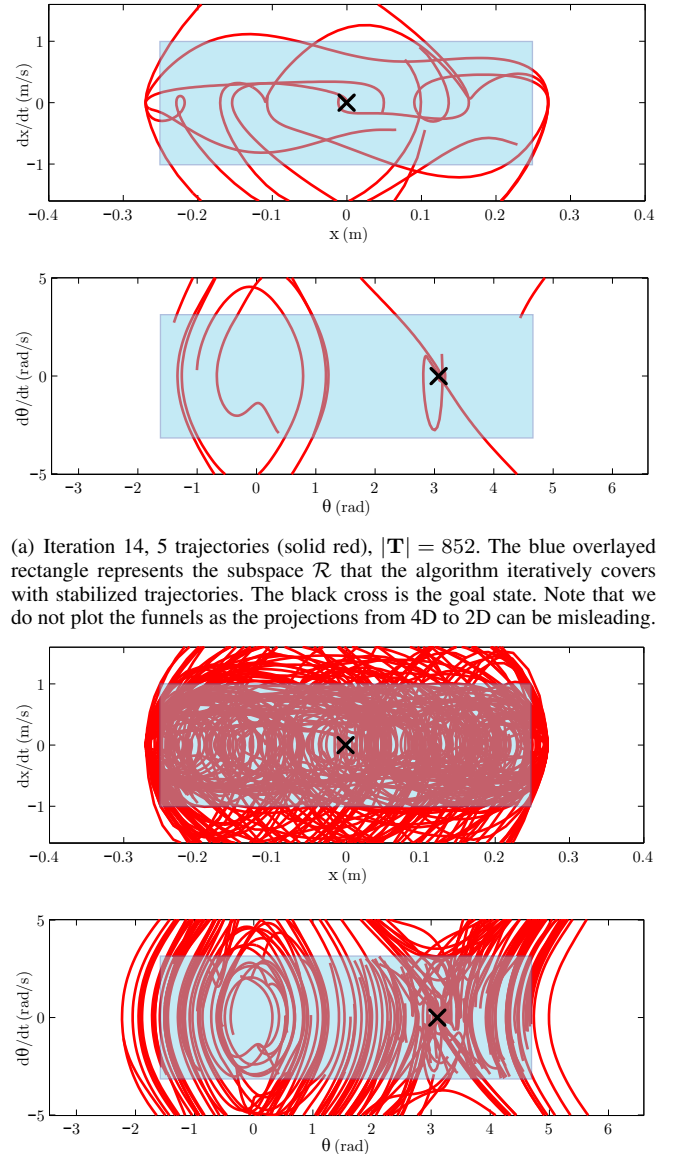 1
0
−1
dx/dt (m/s)
−0.4 −0.3 −0.2 −0.1 0 0.1 0.2 0.3 0.4
x (m)
5
0
−5
dθ/dt (rad/s)
−3 −2 −1 0 1 2 3 4 5 6
θ (rad)
(a) Iteration 14, 5 trajectories (solid red), |T| = 852. The blue overlayed
rectangle represents the subspace R that the algorithm iteratively covers
with stabilized trajectories. The black cross is the goal state. Note that we
do not plot the funnels as the projections from 4D to 2D can be misleading.
1
0
−1
dx/dt (m/s)
−0.4 −0.3 −0.2 −0.1 0 0.1 0.2 0.3 0.4
x (m)
5
0
−5
dθ/dt (rad/s)
−3 −2 −1 0 1 2 3 4 5 6
θ (rad)